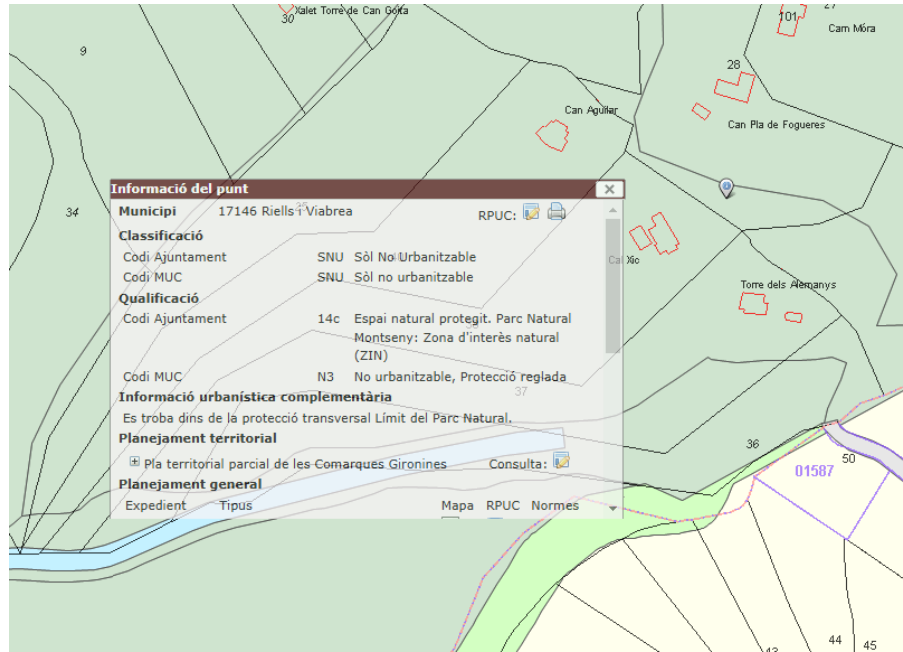 Xalet Torre de Can Gorra
30
27
101
Cam Móra
9
28
Can Aguilar
Can Pla de Fogueres
Informació del punt
Municipi 17146 Riells i Viabrea RPUC:
35
34
Classificació
Codi Ajuntament SNU Sòl No Urbanitzable
Codi MUC SNU Sòl no urbanitzable
Cal Xic
Qualificació
Torre dels Alemanys
Codi Ajuntament 14c Espai natural protegit. Parc Natural
Montseny: Zona d'interès natural
(ZIN)
Codi MUC N3 No urbanitzable, Protecció reglada
37
Informació urbanística complementària
Es troba dins de la protecció transversal Límit del Parc Natural.
Planejament territorial
36
50
01587
Pla territorial parcial de les Comarques Gironines Consulta:
Planejament general
Expedient Tipus Mapa RPUC Normes
43
44
45